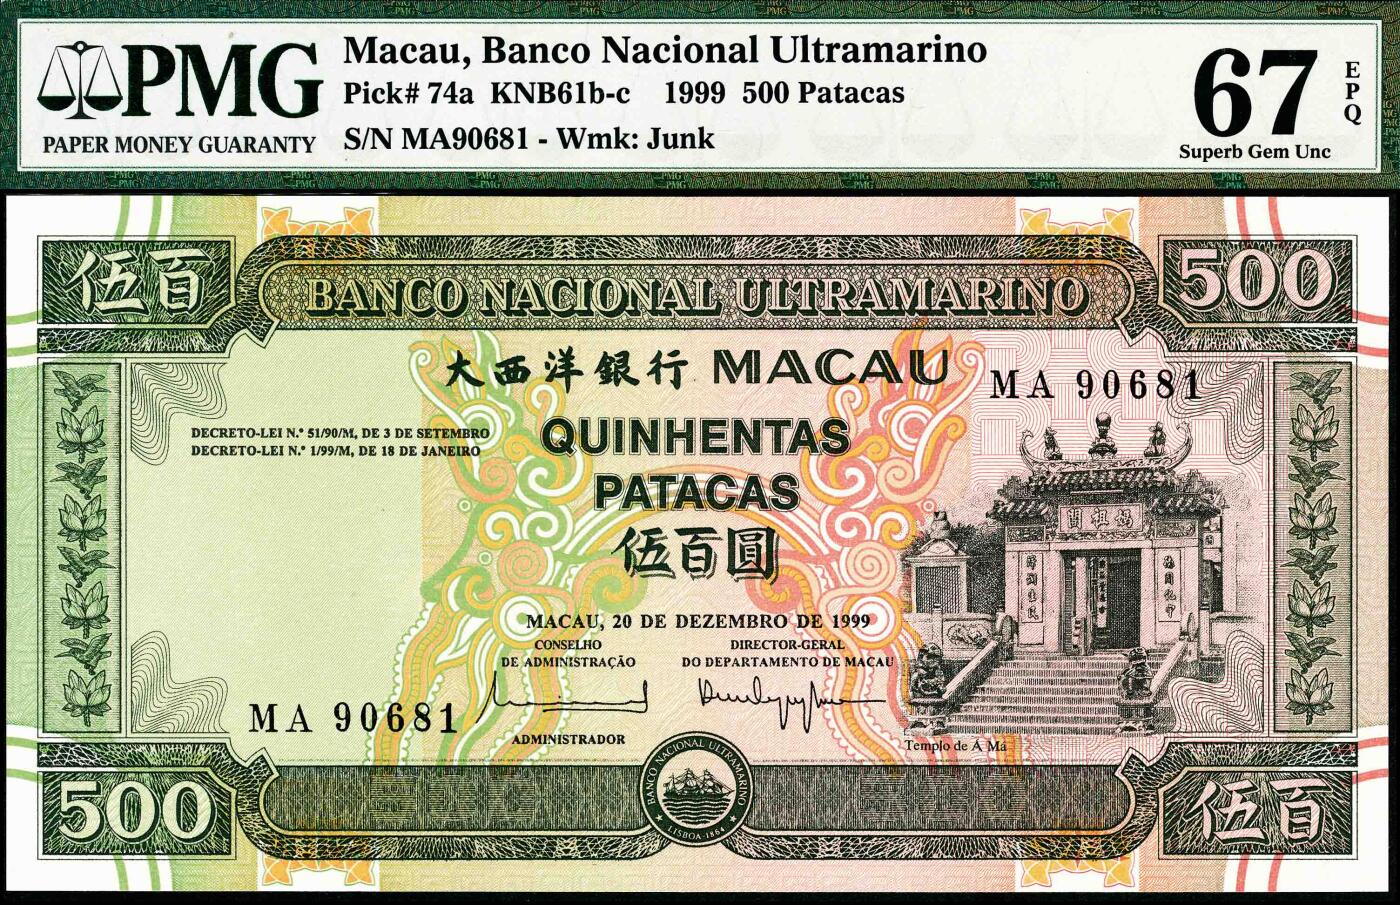 PMG
PAPER MONEY GUARANTY
Macau, Banco Nacional Ultramarino
Pick# 74a KNB61b-c 1999 500 Patacas
S/N MA90681 - Wmk: Junk
67
EPQ
Superb Gem Unc
伍百
BANCO NACIONAL ULTRAMARINO
500
大西洋銀行 MACAU
MA 90681
DECRETO-LEI N.º 51/90/M, DE 3 DE SETEMBRO
DECRETO-LEI N.º 1/99/M, DE 18 DE JANEIRO
QUINHENTAS
PATACAS
伍百圓
閣祖媽
MACAU, 20 DE DEZEMBRO DE 1999
CONSELHO
DE ADMINISTRAÇÃO
DIRECTOR-GERAL
DO DEPARTAMENTO DE MACAU
MA 90681
ADMINISTRADOR
Templo de Á Má
500
BANCO NACIONAL ULTRAMARINO
LISBOA-1864
伍百